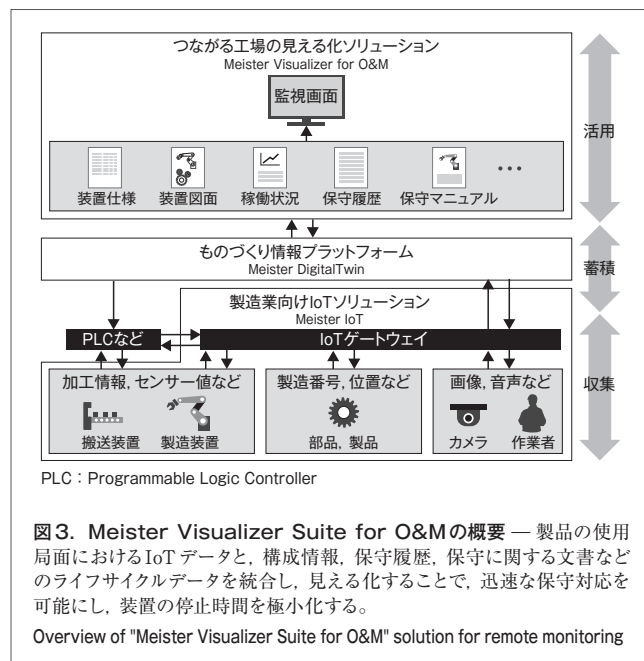 つながる工場の見える化ソリューション
Meister Visualizer for O&M
監視画面
装置仕様 装置図面 稼働状況 保守履歴 保守マニュアル …
活用
ものづくり情報プラットフォーム
Meister DigitalTwin
蓄積
製造業向けIoTソリューション
Meister IoT
PLCなど IoTゲートウェイ
加工情報,センサー値など 製造番号,位置など 画像,音声など
収集
搬送装置 製造装置 部品,製品 カメラ 作業者
PLC:Programmable Logic Controller
図3. Meister Visualizer Suite for O&Mの概要 — 製品の使用
局面におけるIoTデータと,構成情報,保守履歴,保守に関する文書など
のライフサイクルデータを統合し,見える化することで,迅速な保守対応を
可能にし,装置の停止時間を極小化する。
Overview of "Meister Visualizer Suite for O&M" solution for remote monitoring